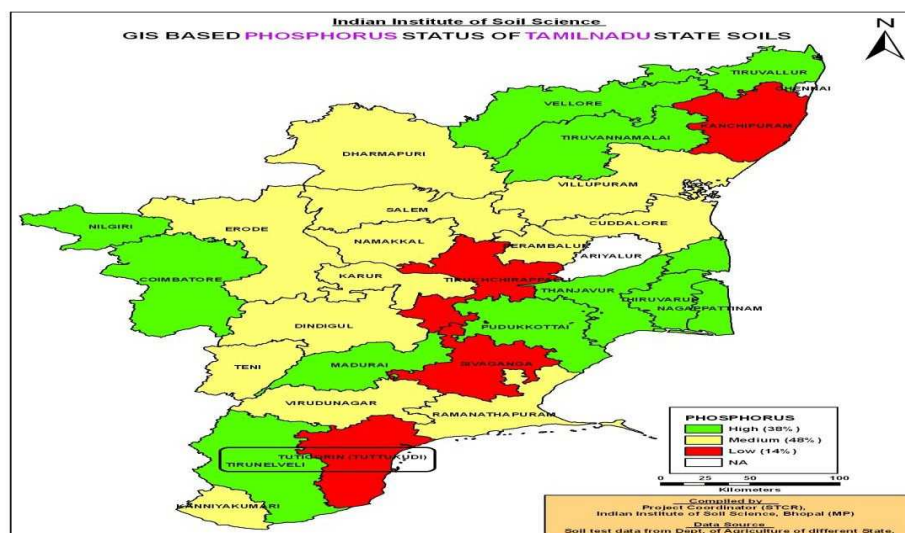 Indian Institute of Soil Science
GIS BASED PHOSPHORUS STATUS OF TAMILNADU STATE SOILS
N
TIRUVALLUR
CHENNAI
VELLORE
KANCHIPURAM
TIRUVANNAMALAI
DHARMAPURI
VILLUPURAM
SALEM
CUDDALORE
NILGIRI
ERODE
NAMAKKAL
PERAMBALUR
ARIYALUR
COIMBATORE
KARUR
TIRUCHCHIRAPPALLI
THANJAVUR
THIRUVARUR
NAGAPPATTINAM
DINDIGUL
PUDUKKOTTAI
TENI
MADURAI
SIVAGANGA
VIRUDUNAGAR
RAMANATHAPURAM
TUTICORIN (TUTTUKUDI)
TIRUNELVELI
KANNIYAKUMARI
PHOSPHORUS
High (38%)
Medium (48%)
Low (14%)
NA
50 0 50 100
Kilometers
Compiled by
Project Coordinator (STCR),
Indian Institute of Soil Science, Bhopal (MP)
Data Source
Soil test data from Dept. of Agriculture of different State.